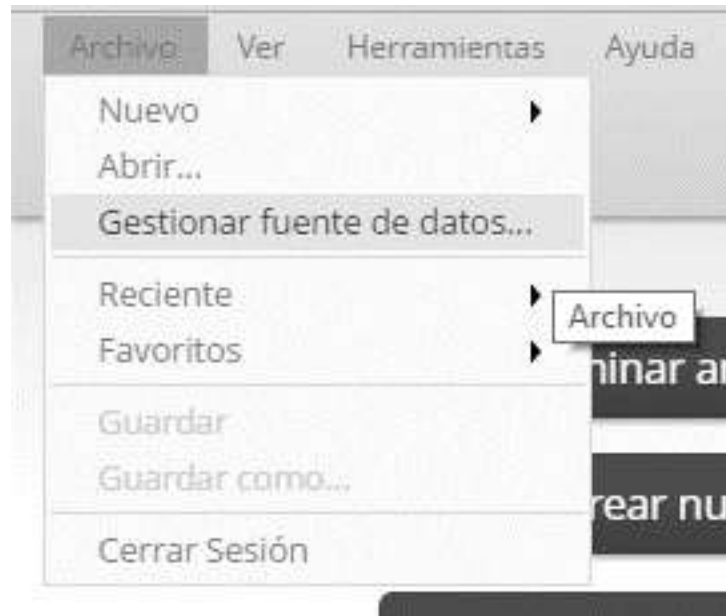 Archivo Ver Herramientas Ayuda
Nuevo
Abrir...
Gestionar fuente de datos...
Reciente
Archivo
Favoritos
Guardar
Guardar como...
Cerrar Sesión